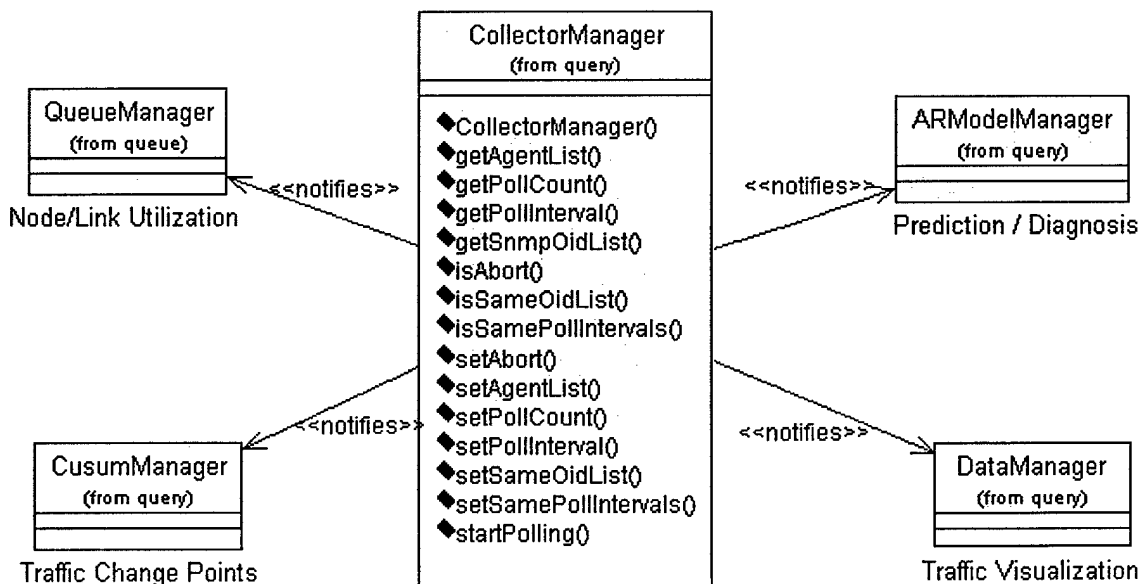 CollectorManager
(from query)
CollectorManager()
getAgentList()
getPollCount()
getPollInterval()
getSnmpOidList()
isAbort()
isSameOidList()
isSamePollIntervals()
setAbort()
setAgentList()
setPollCount()
setPollInterval()
setSameOidList()
setSamePollIntervals()
startPolling()
QueueManager
(from queue)
<<notifies>>
Node/Link Utilization
ARModelManager
(from query)
<<notifies>>
Prediction / Diagnosis
CusumManager
(from query)
<<notifies>>
Traffic Change Points
DataManager
(from query)
<<notifies>>
Traffic Visualization